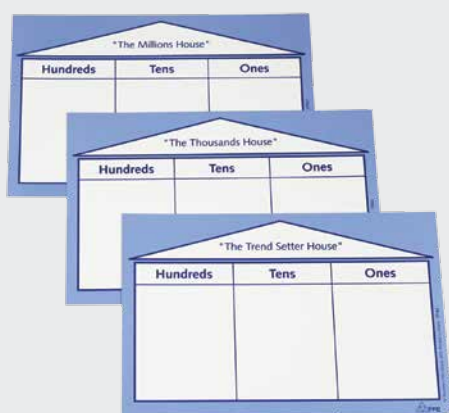 "The Millions House"
Hundreds Tens Ones
"The Thousands House"
Hundreds Tens Ones
"The Trend Setter House"
Hundreds Tens Ones